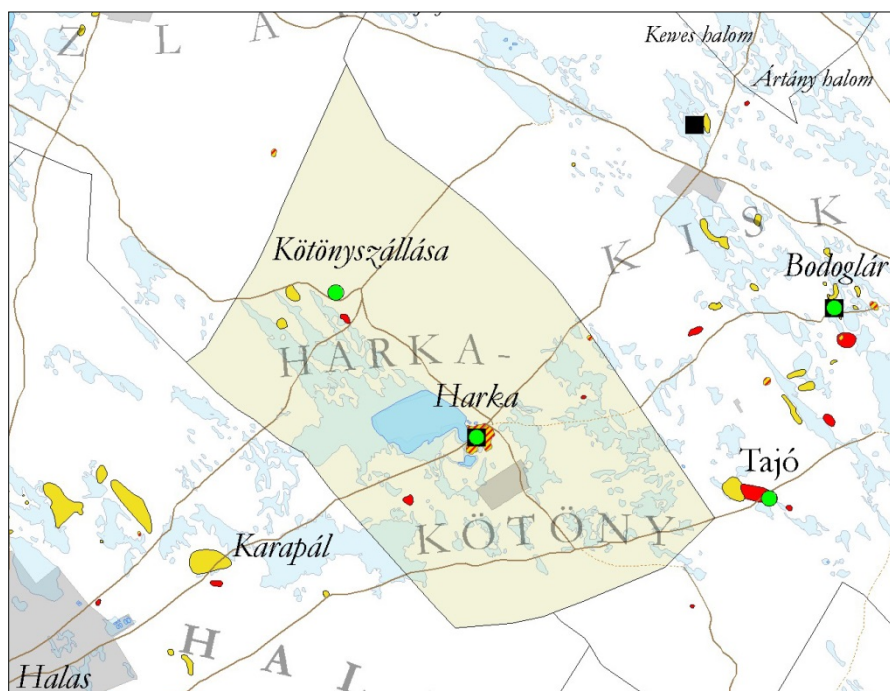 Z L A
Kewes halom
Ártány halom
Kötönyszállása
K I S K
Bodoglár
HARKA-
Harka
Tajó
KÖTÖNY
Karapál
H A L
Halas